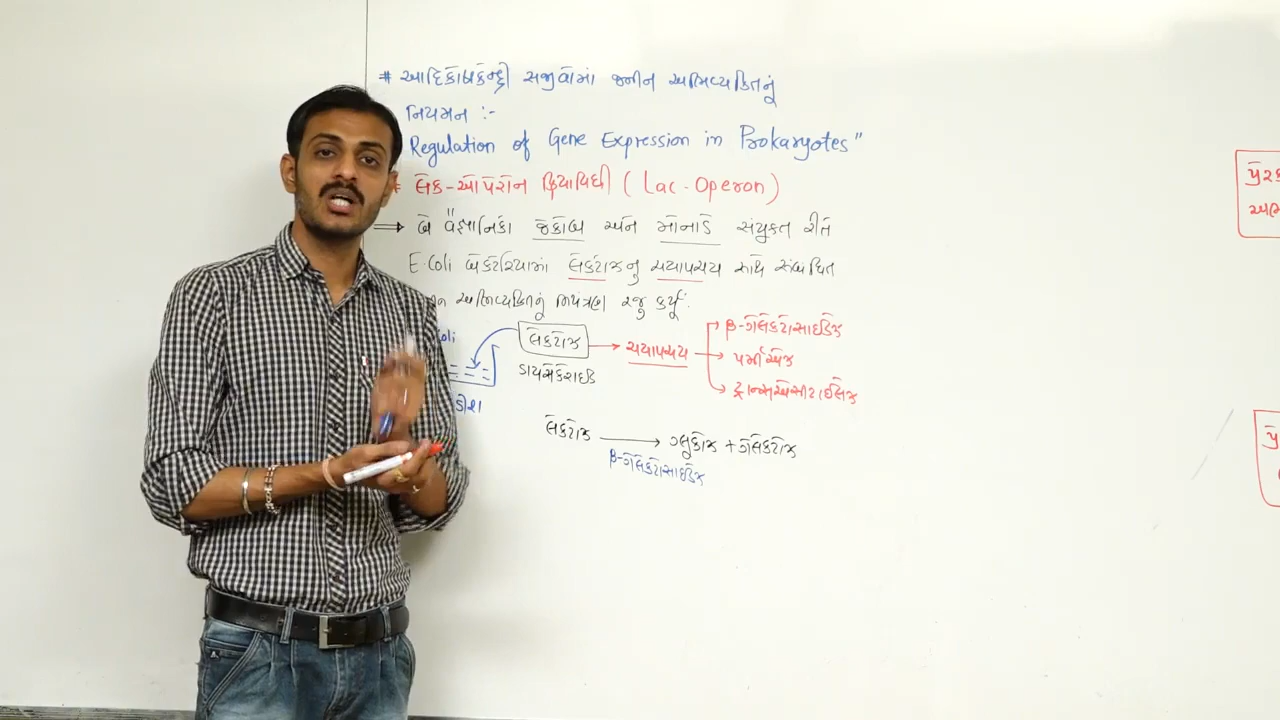 # આદિકોષકેન્દ્રી સજીવોમાં જનીન અભિવ્યક્તિનું
નિયમન :-
Regulation of Gene Expression in Prokaryotes"
* લેક-ઓપેરોન ક્રિયાવિધી ( Lac-Operon )
⇒ બે વૈજ્ઞાનિકો જેકોબ અને મોનાડે સંયુક્ત રીતે
E.Coli બેક્ટેરિયામાં લેક્ટોઝનુ ચયાપચય સાથે સંબંધિત
અભિવ્યક્તિનું નિયંત્રણ રજુ કર્યું.
લેક્ટોઝ → ચયાપચય → β-ગેલેક્ટોસાઇડેઝ
ડાયસેકેરાઇડ
→ પર્મીએઝ
→ ટ્રાન્સએસીટાઇલેઝ
લેક્ટોઝ → ગ્લુકોઝ + ગેલેક્ટોઝ
β-ગેલેક્ટોસાઇડેઝ